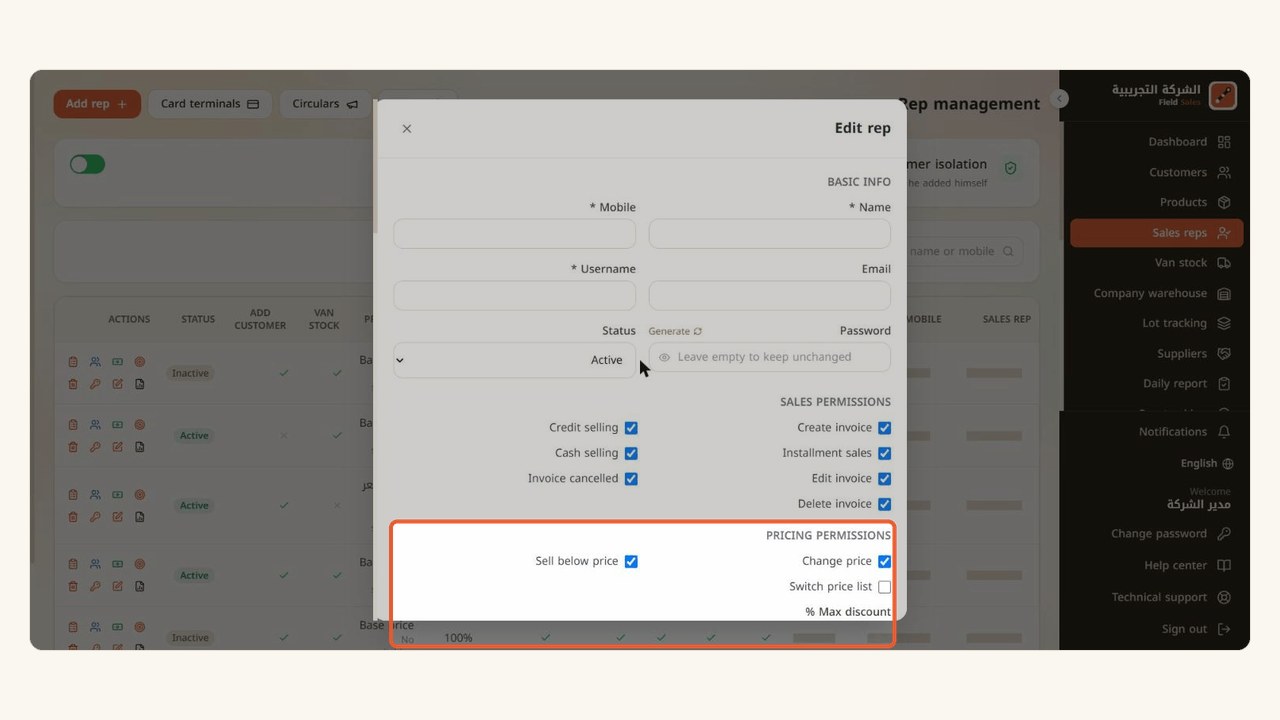 Add rep
Card terminals
Circulars
Rep management
الشركة التجريبية
Field Sales
mer isolation
he added himself
name or mobile
ACTIONS
STATUS
ADD CUSTOMER
VAN STOCK
MOBILE
SALES REP
Inactive
Active
Active
Active
Inactive
Base price
No
100%
Edit rep
BASIC INFO
* Name
* Mobile
Email
* Username
Password
Generate
Leave empty to keep unchanged
Status
Active
SALES PERMISSIONS
Create invoice
Credit selling
Installment sales
Cash selling
Edit invoice
Invoice cancelled
Delete invoice
PRICING PERMISSIONS
Change price
Sell below price
Switch price list
% Max discount
Dashboard
Customers
Products
Sales reps
Van stock
Company warehouse
Lot tracking
Suppliers
Daily report
Notifications
English
Welcome
مدير الشركة
Change password
Help center
Technical support
Sign out